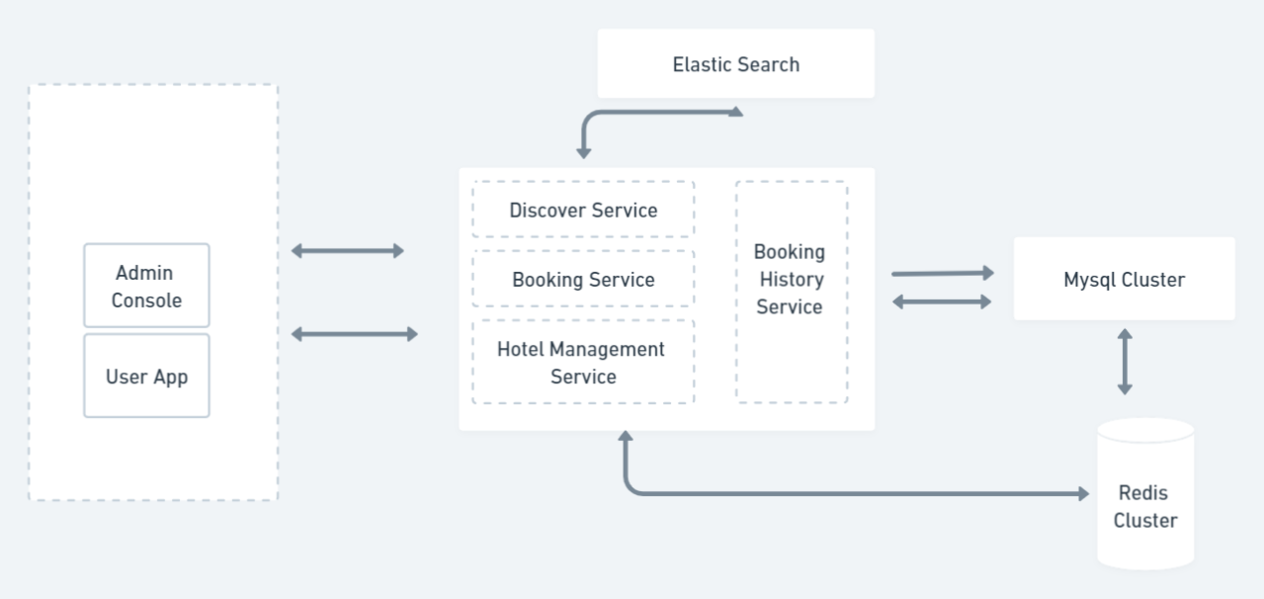 Elastic Search
Admin
Console
User App
Discover Service
Booking Service
Hotel Management
Service
Booking
History
Service
Mysql Cluster
Redis
Cluster